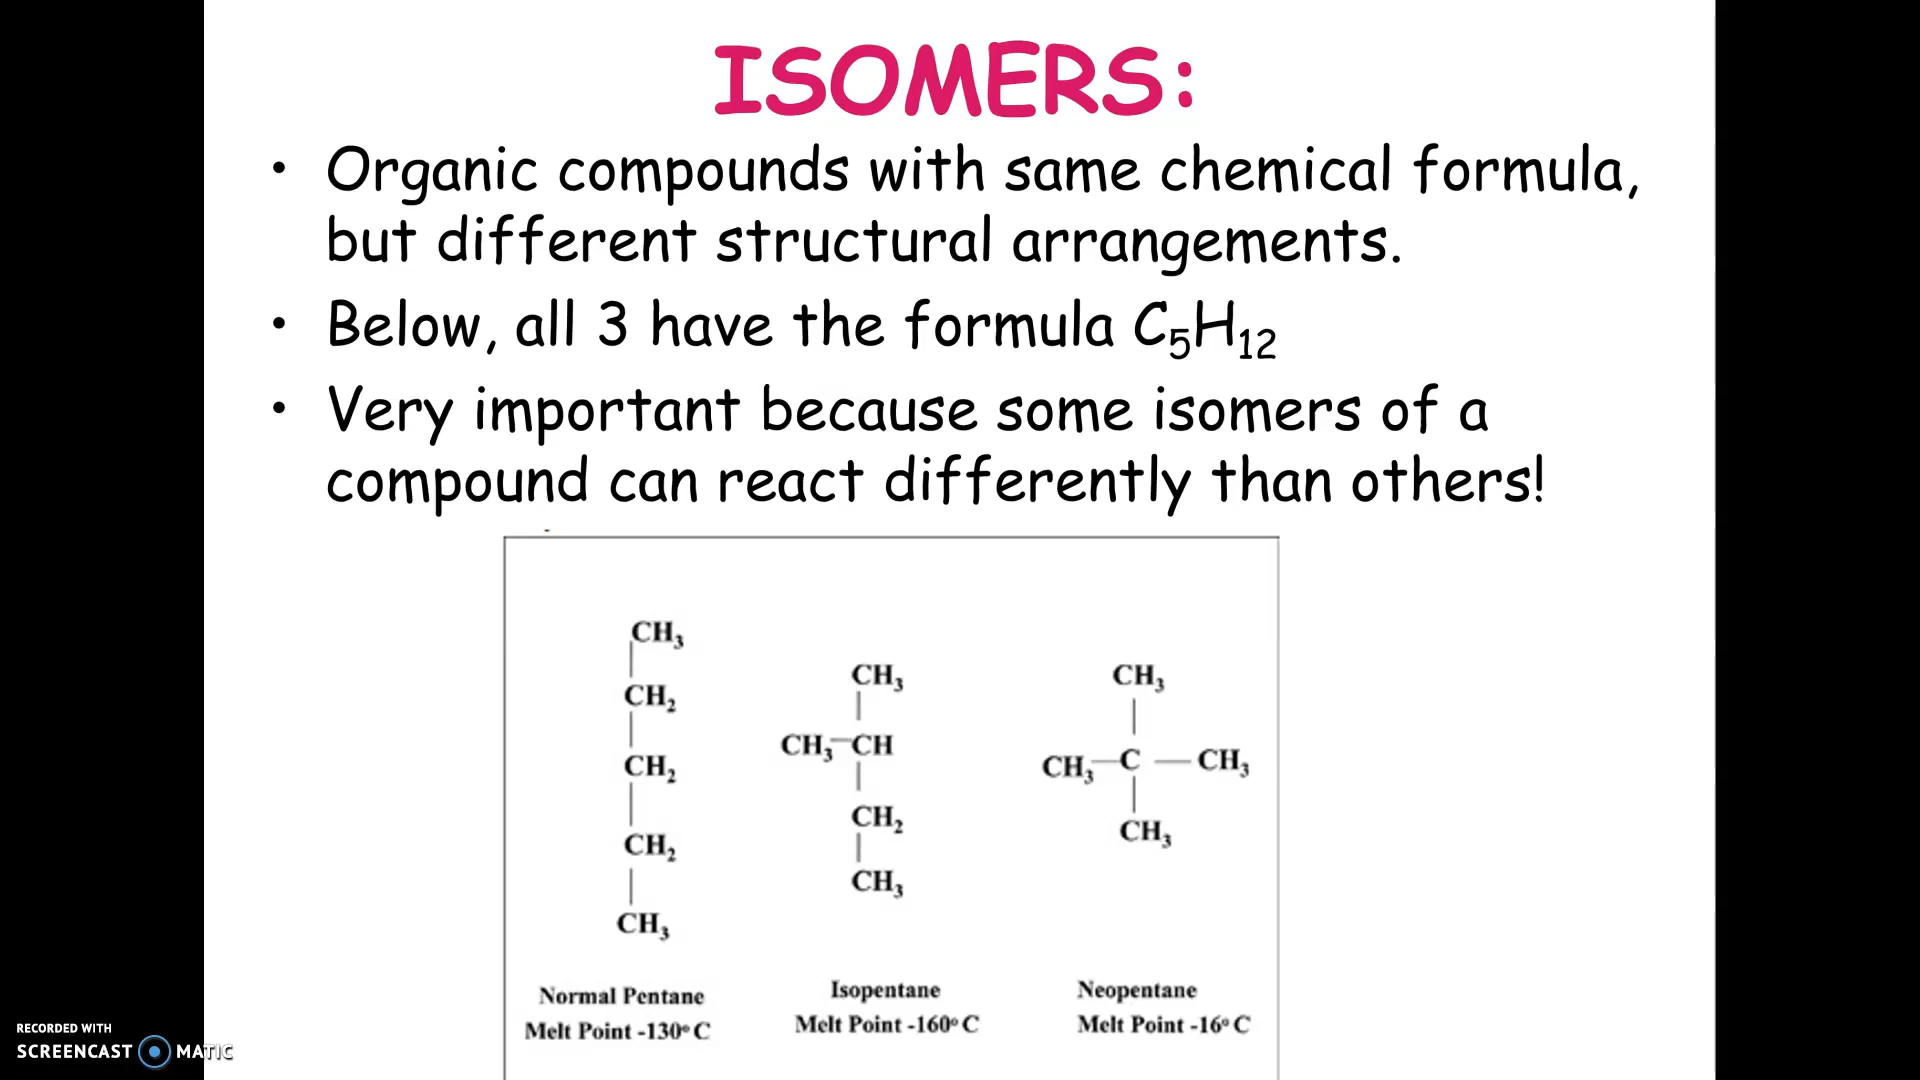 ISOMERS:
• Organic compounds with same chemical formula,
but different structural arrangements.
• Below, all 3 have the formula C₅H₁₂
• Very important because some isomers of a
compound can react differently than others!
CH₃
CH₂
CH₂
CH₂
CH₃
Normal Pentane
Melt Point -130° C
CH₃
CH₃—CH
CH₂
CH₃
Isopentane
Melt Point -160° C
CH₃
CH₃—C—CH₃
CH₃
Neopentane
Melt Point -16° C
RECORDED WITH
SCREENCAST MATIC